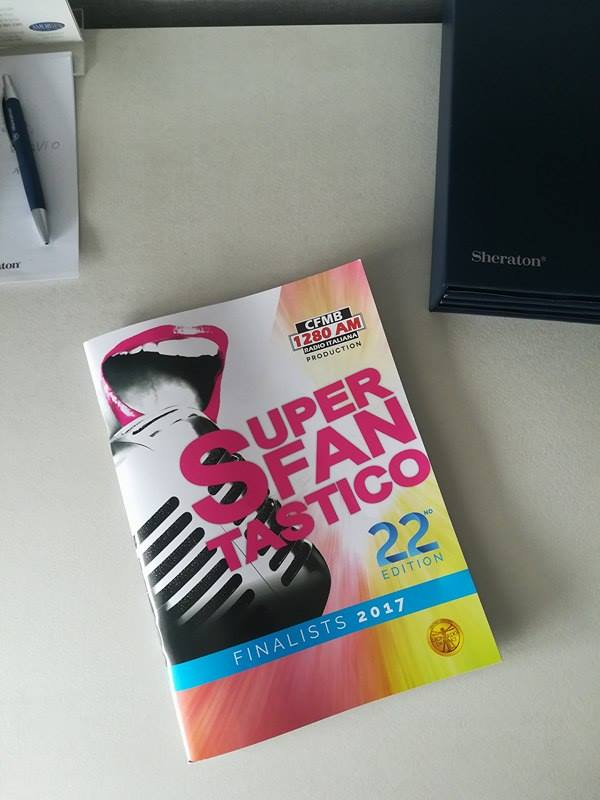 Sheraton®
CFMB
1280 AM
RADIO ITALIANA
PRODUCTION
SUPER
FAN
TASTICO
22ND
EDITION
FINALISTS 2017